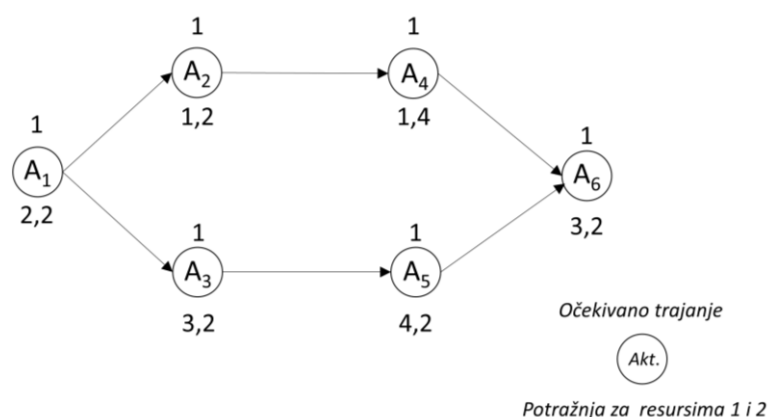 1 1
A2 A4
1,2 1,4
1
A1
2,2
1
A6
3,2
1 1
A3 A5
3,2 4,2
Očekivano trajanje
Akt.
Potražnja za resursima 1 i 2